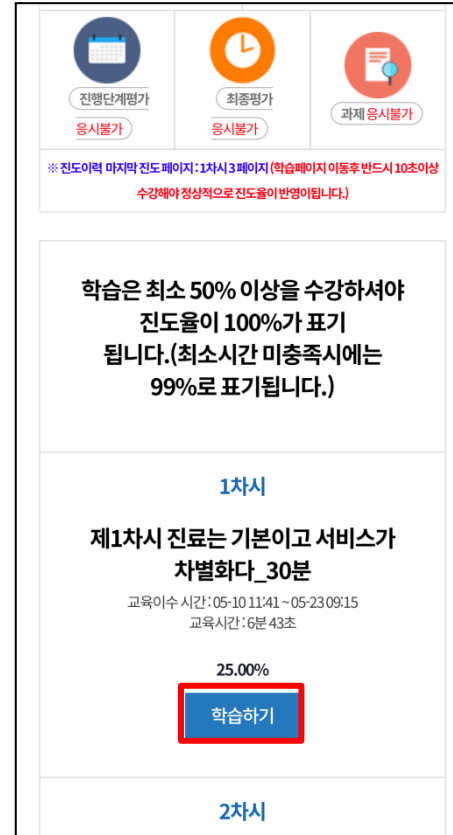 진행단계평가
응시불가
최종평가
응시불가
과제 응시불가
※ 진도이력 마지막 진도 페이지 : 1차시 3 페이지 (학습페이지 이동후 반드시 10초이상
수강해야 정상적으로 진도율이 반영이됩니다.)
학습은 최소 50% 이상을 수강하셔야
진도율이 100%가 표기
됩니다.(최소시간 미충족시에는
99%로 표기됩니다.)
1차시
제1차시 진료는 기본이고 서비스가
차별화다_30분
교육이수 시간 : 05-10 11:41 ~ 05-23 09:15
교육시간 : 6분 43초
25.00%
학습하기
2차시